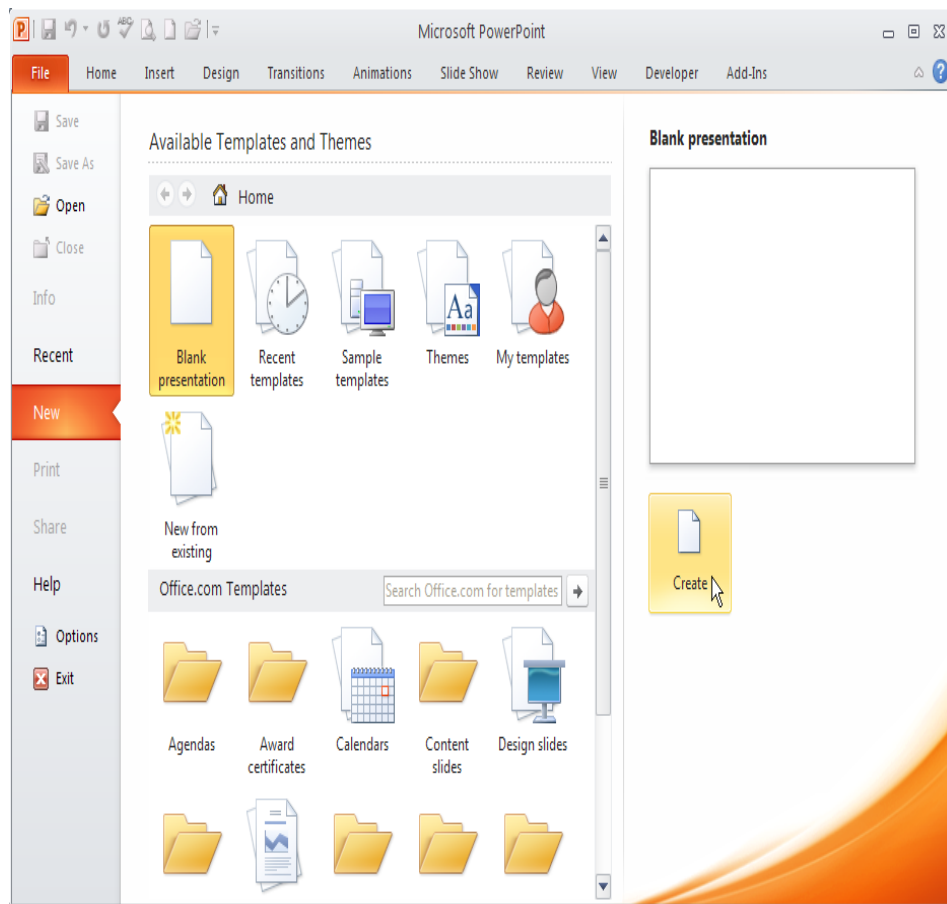 Microsoft PowerPoint
File Home Insert Design Transitions Animations Slide Show Review View Developer Add-Ins
Save
Save As
Open
Close
Info
Recent
New
Print
Share
Help
Options
Exit
Available Templates and Themes
Home
Blank
presentation
Recent
templates
Sample
templates
Themes
My templates
New from
existing
Office.com Templates
Search Office.com for templates
Agendas
Award
certificates
Calendars
Content
slides
Design slides
Blank presentation
Create